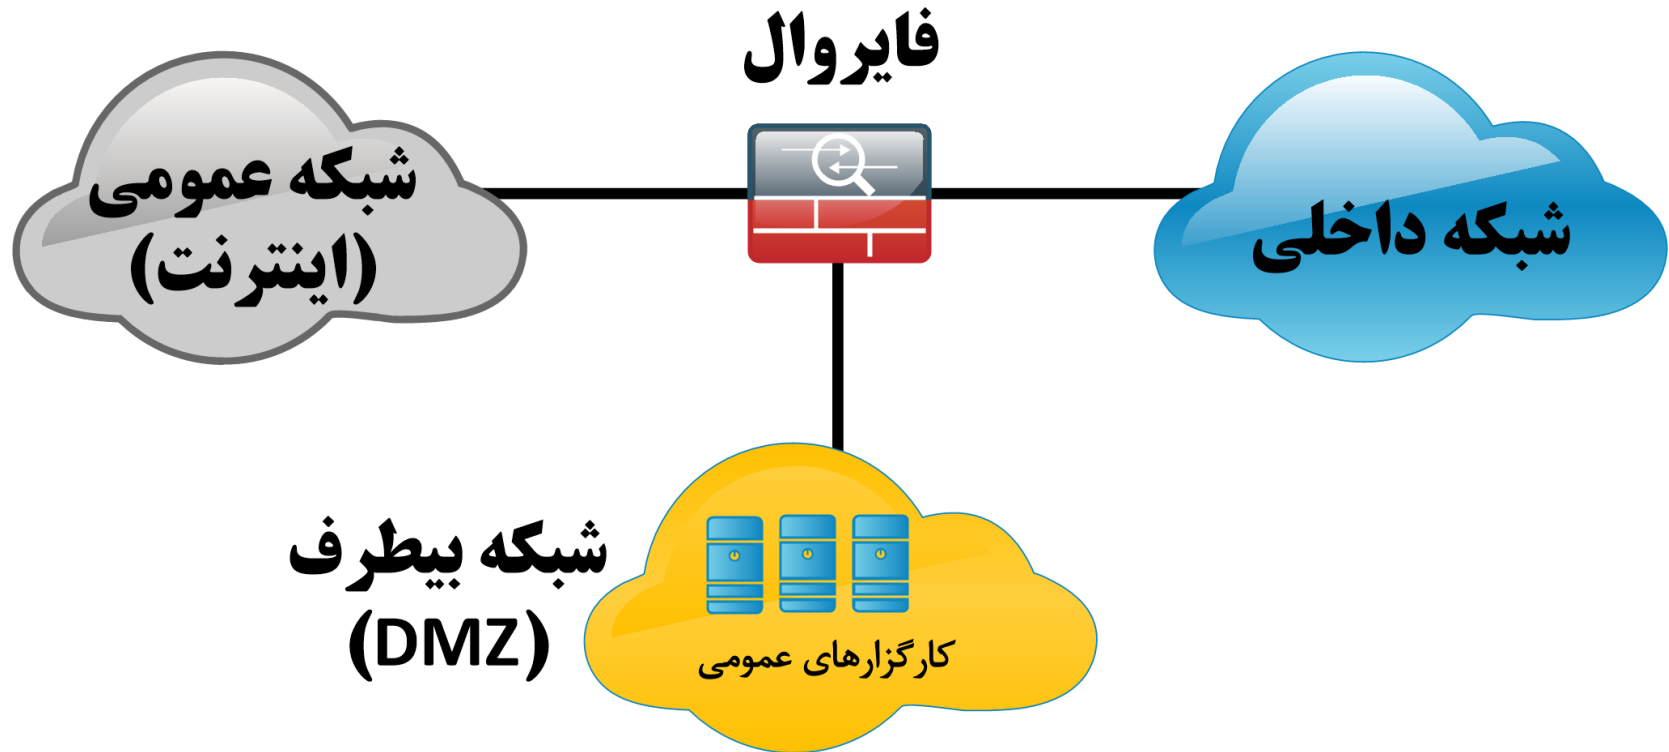 فایروال
شبکه عمومی
(اینترنت)
شبکه داخلی
شبکه بیطرف
(DMZ)
کارگزارهای عمومی